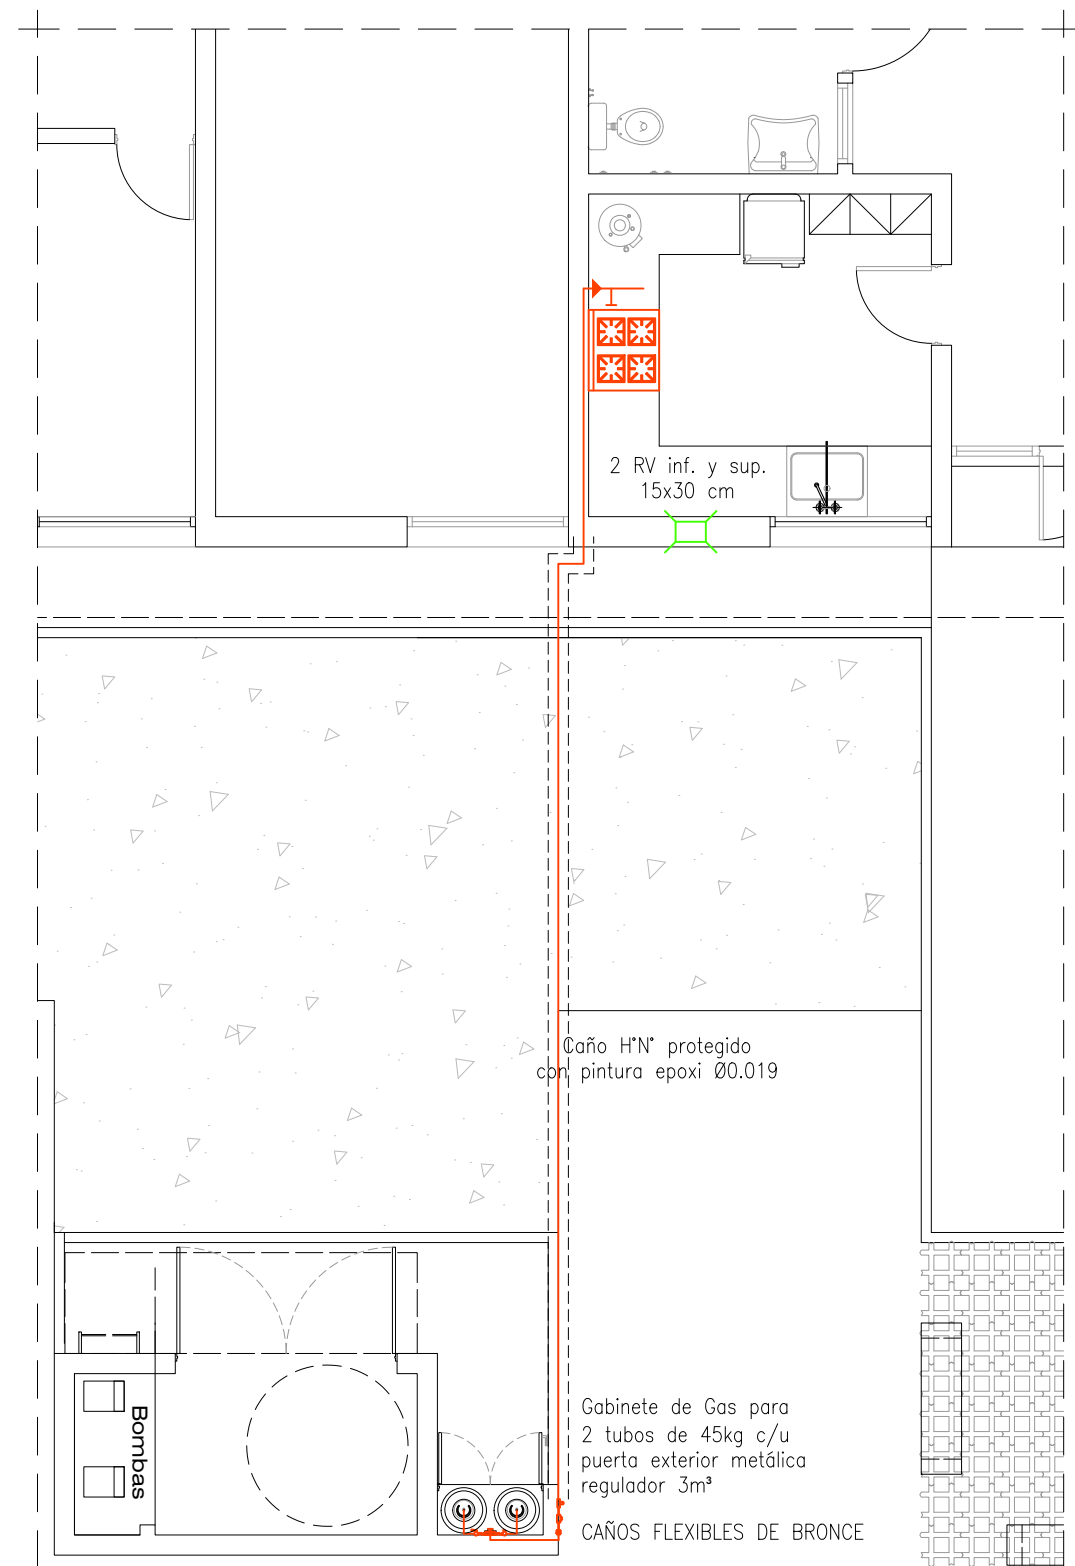 2 RV inf. y sup.
15x30 cm
Caño H°N° protegido
con pintura epoxi Ø0.019
Bombas
Gabinete de Gas para
2 tubos de 45kg c/u
puerta exterior metálica
regulador 3m³
CAÑOS FLEXIBLES DE BRONCE